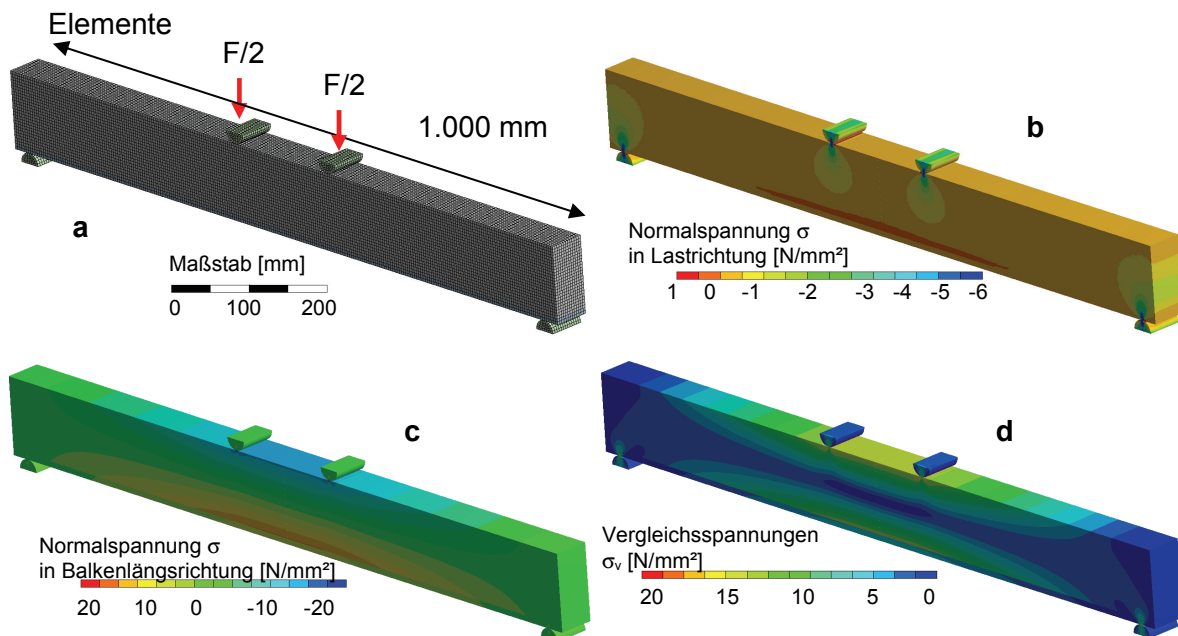 Elemente
F/2
F/2
1.000 mm
a
Maßstab [mm]
0 100 200
b
Normalspannung σ
in Lastrichtung [N/mm²]
1 0 -1 -2 -3 -4 -5 -6
c
Normalspannung σ
in Balkenlängsrichtung [N/mm²]
20 10 0 -10 -20
d
Vergleichsspannungen
σv [N/mm²]
20 15 10 5 0